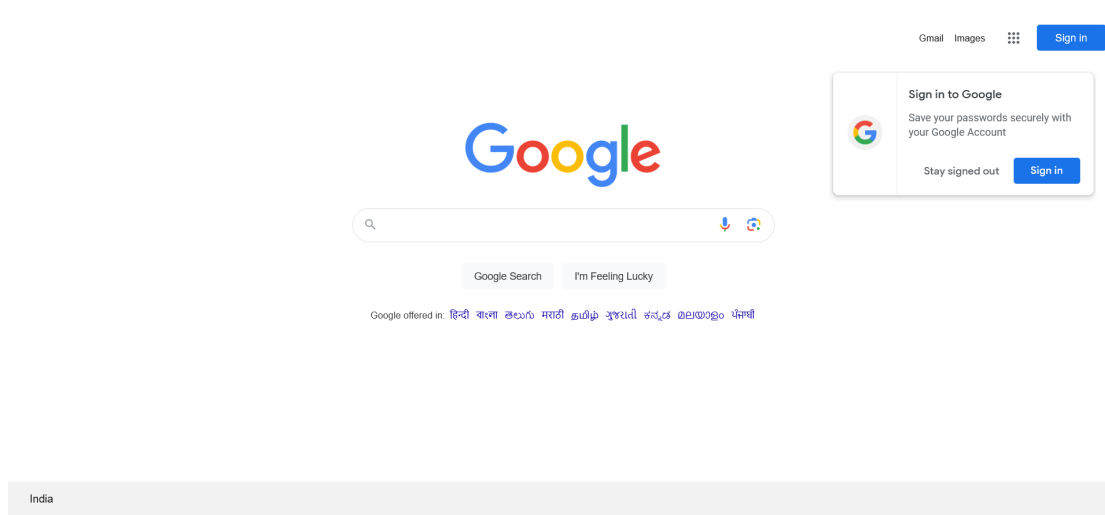 Gmail Images
Sign in
Sign in to Google
Save your passwords securely with
your Google Account
Stay signed out Sign in
Google
Google Search I'm Feeling Lucky
Google offered in: हिन्दी বাংলা తెలుగు मराठी தமிழ் ગુજરાતી ಕನ್ನಡ മലയാളം ਪੰਜਾਬੀ
India